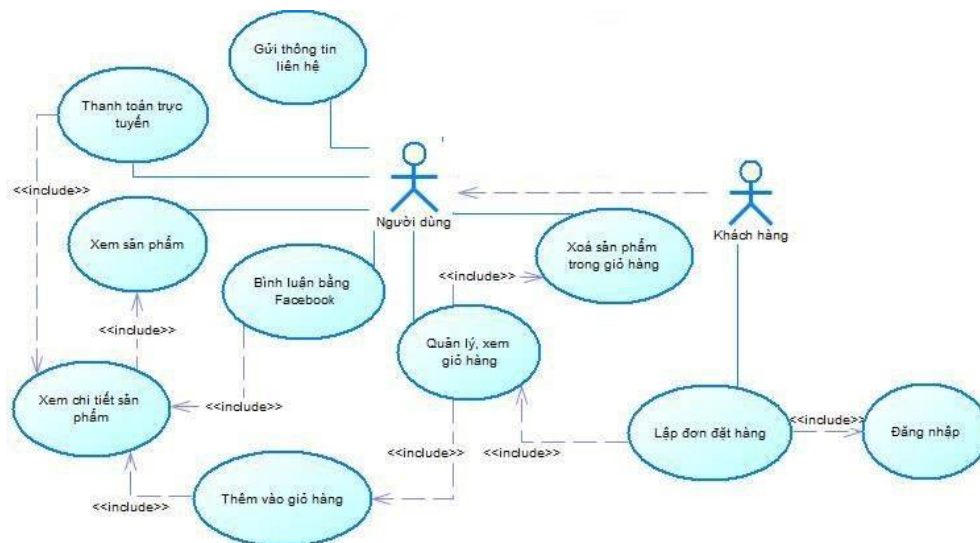 Gửi thông tin
liên hệ
Thanh toán trực
tuyến
<<include>>
Người dùng
Khách hàng
Xem sản phẩm
Xoá sản phẩm
trong giỏ hàng
Bình luận bằng
Facebook
<<include>>
<<include>>
Quản lý, xem
giỏ hàng
Xem chi tiết sản
phẩm
<<include>>
Lập đơn đặt hàng
<<include>>
Đăng nhập
<<include>>
<<include>>
Thêm vào giỏ hàng
<<include>>